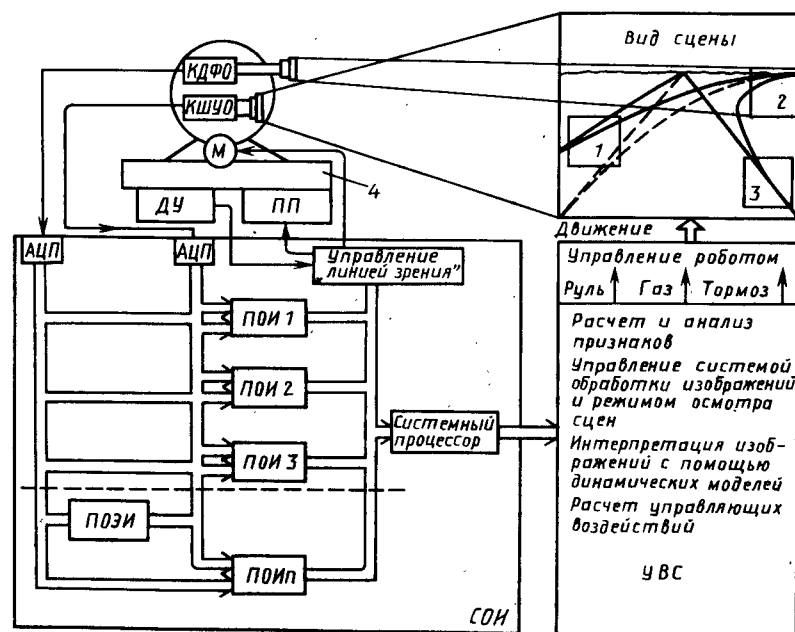 КДФО
КШУО
М
4
ДУ
ПП
Вид сцены
1
2
3
Движение
АЦП
АЦП
Управление
„линией зрения”
ПОИ 1
ПОИ 2
ПОИ 3
ПОЭИ
ПОИn
Системный
процессор
СОИ
Управление роботом
Руль
Газ
Тормоз
Расчет и анализ
признаков
Управление системой
обработки изображений
и режимом осмотра
сцен
Интерпретация изоб-
ражений с помощью
динамических моделей
Расчет управляющих
воздействий
УВС